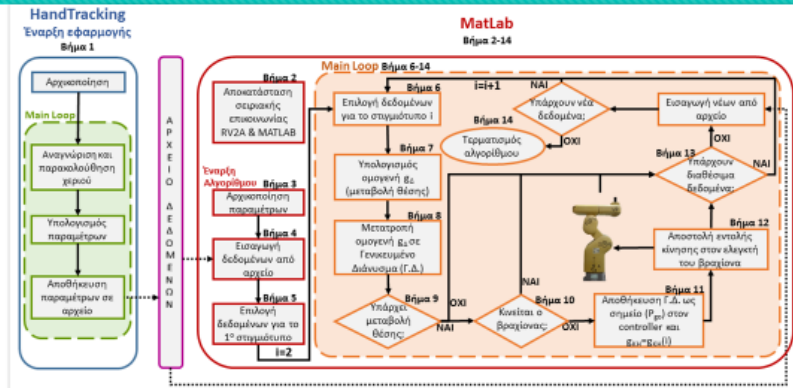 HandTracking
Έναρξη εφαρμογής
Βήμα 1
Αρχικοποίηση
Main Loop
Αναγνώριση και
παρακολούθηση
χεριού
Υπολογισμός
παραμέτρων
Αποθήκευση
παραμέτρων σε
αρχείο
ΑΡΧΕΙΟ ΔΕΔΟΜΕΝΩΝ
MatLab
Βήμα 2-14
Βήμα 2
Αποκατάσταση
σειριακής
επικοινωνίας
RV2A & MATLAB
Έναρξη
Αλγορίθμου
Βήμα 3
Αρχικοποίηση
παραμέτρων
Βήμα 4
Εισαγωγή
δεδομένων από
αρχείο
Βήμα 5
Επιλογή
δεδομένων για το
1ο στιγμιότυπο
i=2
Main Loop Βήμα 6-14
Βήμα 6
Επιλογή δεδομένων
για το στιγμιότυπο i
i=i+1
Βήμα 7
Υπολογισμός
ομογενή
(μεταβολή θέσης)
Βήμα 8
Μετατροπή
ομογενή σε
Γενικευμένο
Διάνυσμα (Γ.Δ.)
Βήμα 9
Υπάρχει
μεταβολή
θέσης;
ΟΧΙ
ΝΑΙ
Βήμα 10
Κινείται ο
βραχίονας;
ΝΑΙ
ΟΧΙ
Βήμα 11
Αποθήκευση Γ.Δ. ως
σημείο στον
controller και
Βήμα 12
Αποστολή εντολής
κίνησης στον ελεγκτή
του βραχίονα
Βήμα 13
Υπάρχουν
διαθέσιμα
δεδομένα;
ΝΑΙ
ΟΧΙ
Εισαγωγή νέων από
αρχείο
Υπάρχουν νέα
δεδομένα;
ΝΑΙ
ΟΧΙ
Βήμα 14
Τερματισμός
αλγορίθμου